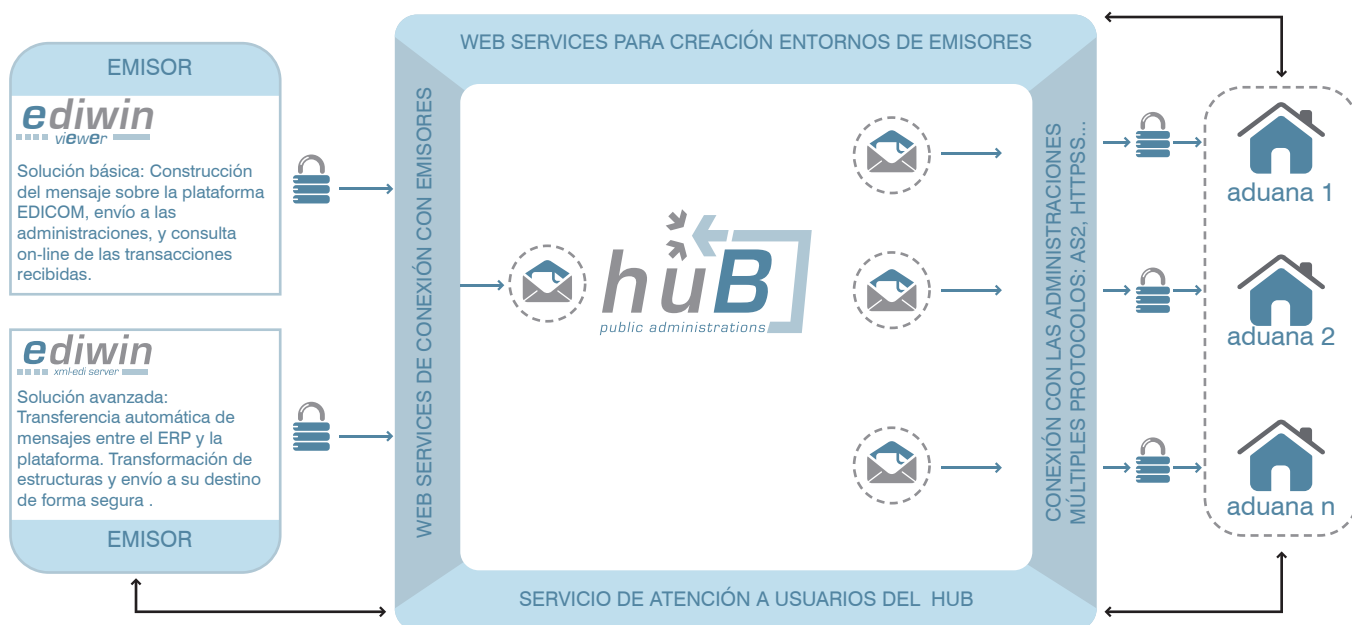 EMISOR
ediwin
viewer
Solución básica: Construcción
del mensaje sobre la plataforma
EDICOM, envío a las
administraciones, y consulta
on-line de las transacciones
recibidas.
ediwin
xml-edi server
Solución avanzada:
Transferencia automática de
mensajes entre el ERP y la
plataforma. Transformación de
estructuras y envío a su destino
de forma segura .
EMISOR
WEB SERVICES PARA CREACIÓN ENTORNOS DE EMISORES
WEB SERVICES DE CONEXIÓN CON EMISORES
huB
public administrations
CONEXIÓN CON LAS ADMINISTRACIONES
MÚLTIPLES PROTOCOLOS: AS2, HTTPSS...
SERVICIO DE ATENCIÓN A USUARIOS DEL HUB
aduana 1
aduana 2
aduana n